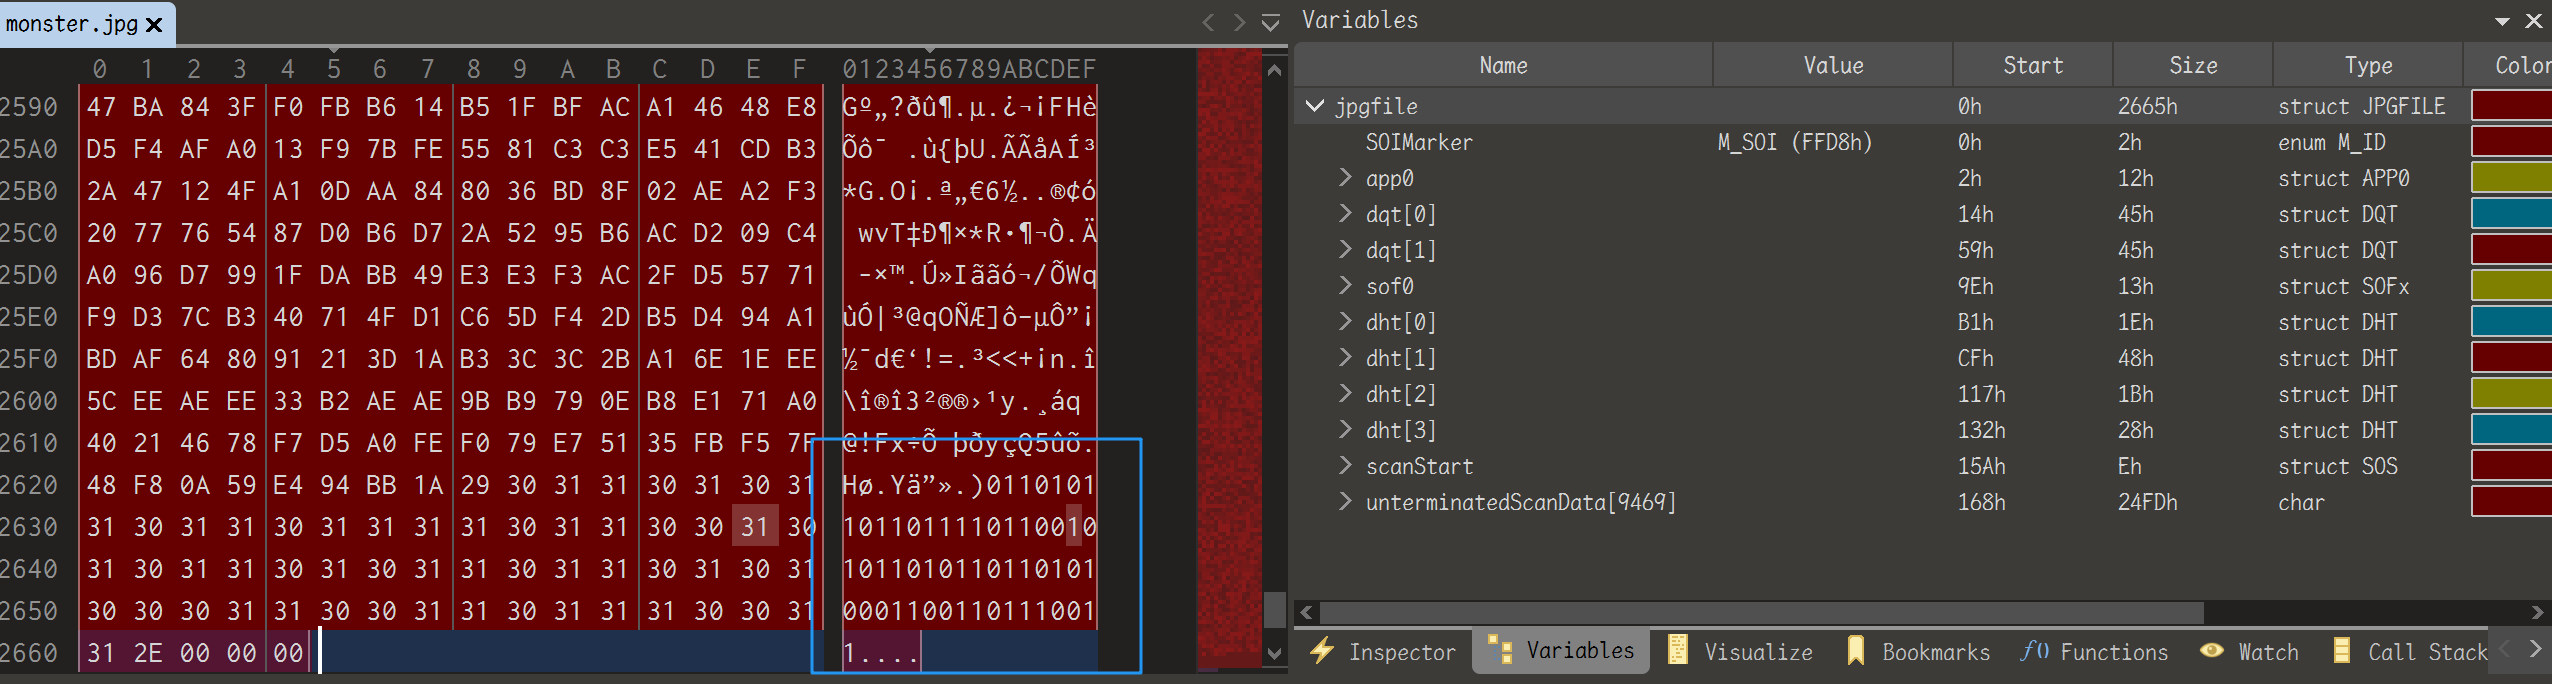 monster.jpg
0 1 2 3 4 5 6 7 8 9 A B C D E F 0123456789ABCDEF
2590 47 BA 84 3F F0 FB B6 14 B5 1F BF AC A1 46 48 E8 Gº„?ðû¶.µ.¿¬¡FHè
25A0 D5 F4 AF A0 13 F9 7B FE 55 81 C3 C3 E5 41 CD B3 Õô¯ .ù{þU.ÃÃåAÍ³
25B0 2A 47 12 4F A1 0D AA 84 80 36 BD 8F 02 AE A2 F3 *G.O¡.ª„€6½..®¢ó
25C0 20 77 76 54 87 D0 B6 D7 2A 52 95 B6 AC D2 09 C4 wvT‡Ð¶×*R•¶¬Ò.Ä
25D0 A0 96 D7 99 1F DA BB 49 E3 E3 F3 AC 2F D5 57 71 –×™.Ú»Iããó¬/ÕWq
25E0 F9 D3 7C B3 40 71 4F D1 C6 5D F4 2D B5 D4 94 A1 ùÓ|³@qOÑÆ]ô-µÔ”¡
25F0 BD AF 64 80 91 21 3D 1A B3 3C 3C 2B A1 6E 1E EE ½¯d€‘!=.³<<+¡n.î
2600 5C EE AE EE 33 B2 AE AE 9B B9 79 0E B8 E1 71 A0 \î®î3²®®›¹y.¸áq
2610 40 21 46 78 F7 D5 A0 FE F0 79 E7 51 35 FB F5 7F @!Fx÷Õ þðyçQ5ûõ.
2620 48 F8 0A 59 E4 94 BB 1A 29 30 31 31 30 31 30 31 Hø.Yä”».)0110101
2630 31 30 31 31 30 31 31 31 31 30 31 31 30 30 31 30 1011011110110010
2640 31 30 31 31 30 31 30 31 31 30 31 31 30 31 30 31 1011010110110101
2650 30 30 30 31 31 30 30 31 31 30 31 31 31 30 30 31 0001100110111001
2660 31 2E 00 00 00 1....
Variables
Name Value Start Size Type Color
jpgfile 0h 2665h struct JPGFILE
SOIMarker M_SOI (FFD8h) 0h 2h enum M_ID
app0 2h 12h struct APP0
dqt[0] 14h 45h struct DQT
dqt[1] 59h 45h struct DQT
sof0 9Eh 13h struct SOFx
dht[0] B1h 1Eh struct DHT
dht[1] CFh 48h struct DHT
dht[2] 117h 1Bh struct DHT
dht[3] 132h 28h struct DHT
scanStart 15Ah Eh struct SOS
unterminatedScanData[9469] 168h 24FDh char
Inspector Variables Visualize Bookmarks f() Functions Watch Call Stack